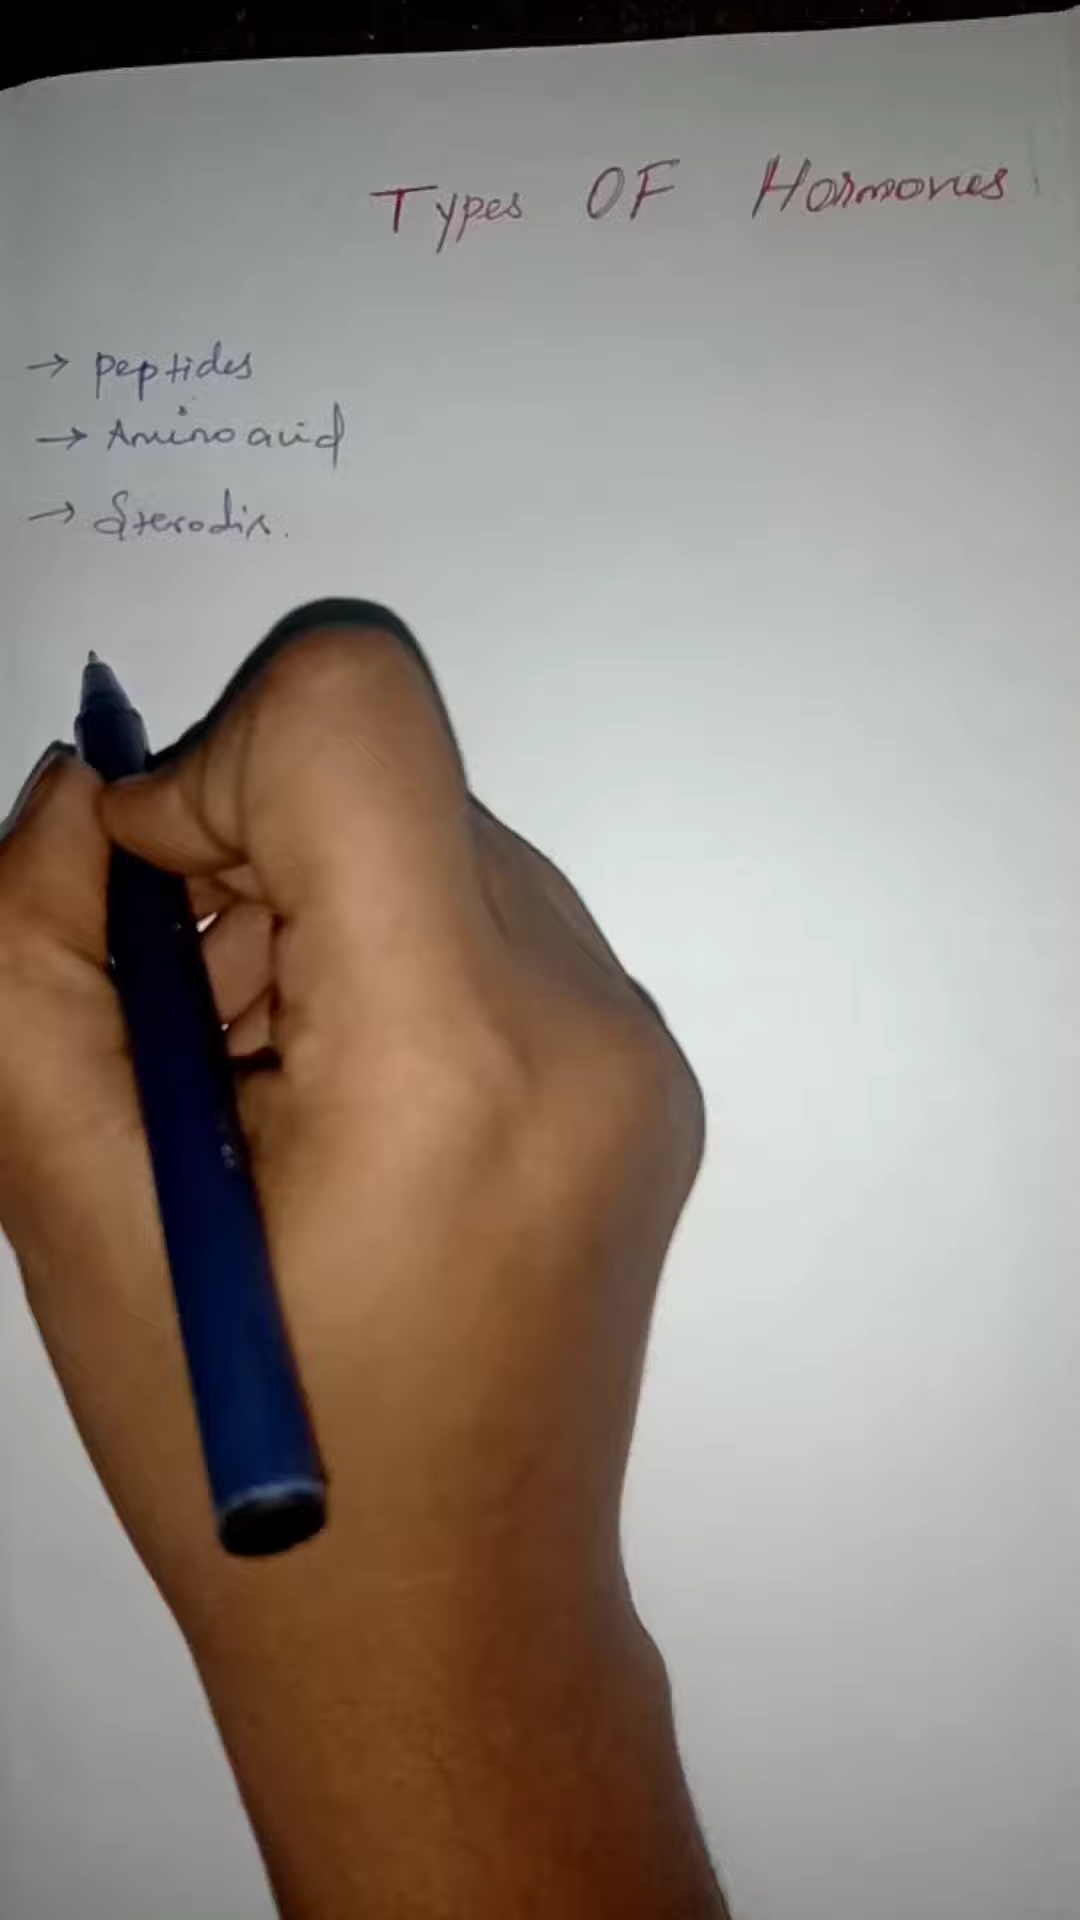 Types OF Hormones
→ peptides
→ Amino acid
→ Sterodis.